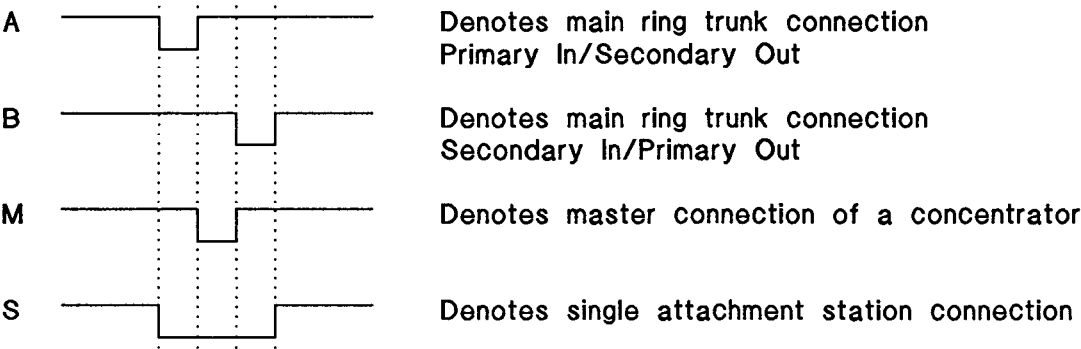 A Denotes main ring trunk connection
Primary In/Secondary Out
B Denotes main ring trunk connection
Secondary In/Primary Out
M Denotes master connection of a concentrator
S Denotes single attachment station connection